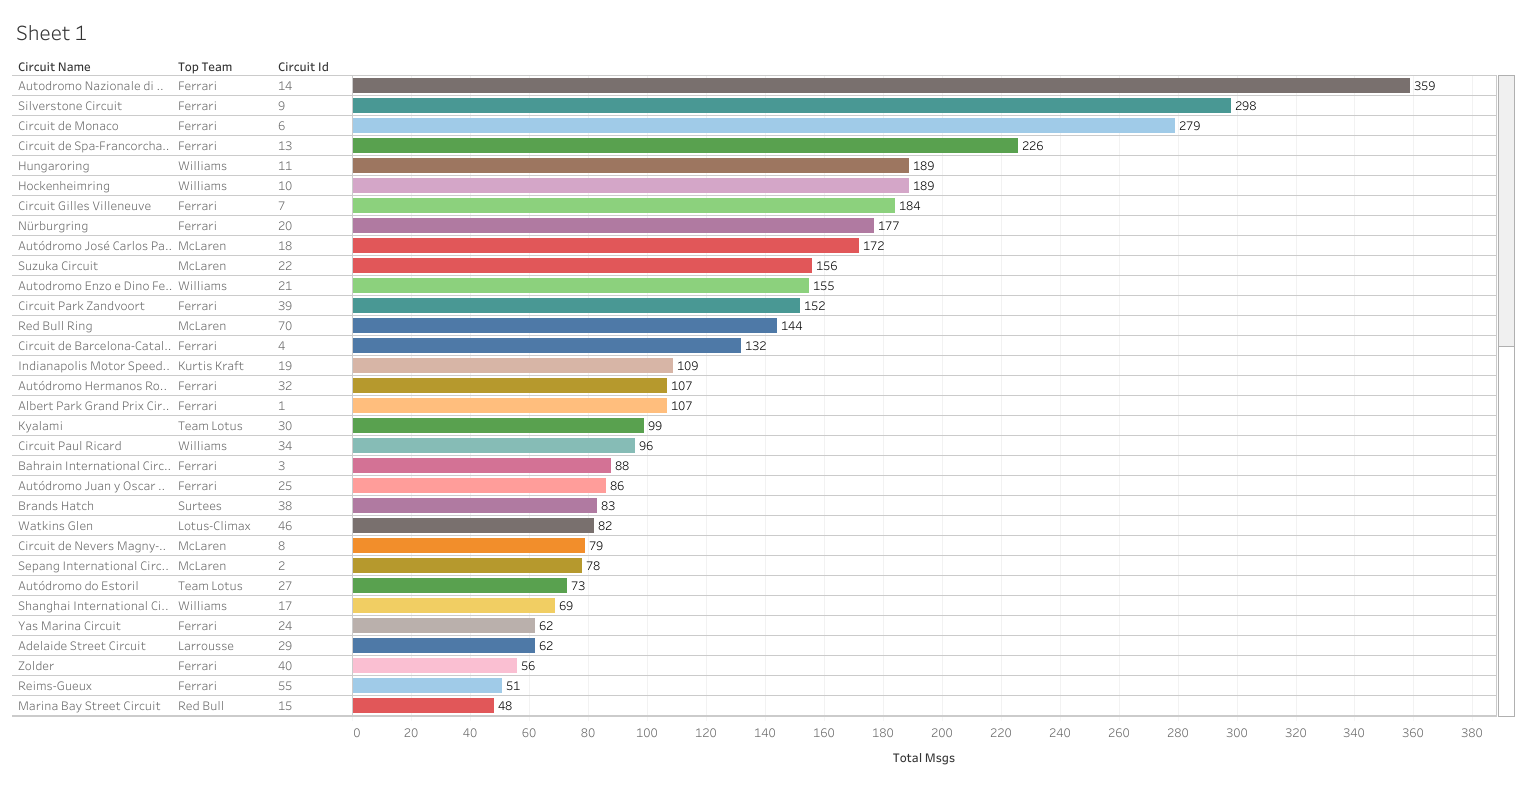 Sheet 1
Circuit Name Top Team Circuit Id
Autodromo Nazionale di .. Ferrari 14 359
Silverstone Circuit Ferrari 9 298
Circuit de Monaco Ferrari 6 279
Circuit de Spa-Francorcha.. Ferrari 13 226
Hungaroring Williams 11 189
Hockenheimring Williams 10 189
Circuit Gilles Villeneuve Ferrari 7 184
Nürburgring Ferrari 20 177
Autódromo José Carlos Pa.. McLaren 18 172
Suzuka Circuit McLaren 22 156
Autodromo Enzo e Dino Fe.. Williams 21 155
Circuit Park Zandvoort Ferrari 39 152
Red Bull Ring McLaren 70 144
Circuit de Barcelona-Catal.. Ferrari 4 132
Indianapolis Motor Speed.. Kurtis Kraft 19 109
Autódromo Hermanos Ro.. Ferrari 32 107
Albert Park Grand Prix Cir.. Ferrari 1 107
Kyalami Team Lotus 30 99
Circuit Paul Ricard Williams 34 96
Bahrain International Circ.. Ferrari 3 88
Autódromo Juan y Oscar .. Ferrari 25 86
Brands Hatch Surtees 38 83
Watkins Glen Lotus-Climax 46 82
Circuit de Nevers Magny-.. McLaren 8 79
Sepang International Circ.. McLaren 2 78
Autódromo do Estoril Team Lotus 27 73
Shanghai International Ci.. Williams 17 69
Yas Marina Circuit Ferrari 24 62
Adelaide Street Circuit Larrousse 29 62
Zolder Ferrari 40 56
Reims-Gueux Ferrari 55 51
Marina Bay Street Circuit Red Bull 15 48
0 20 40 60 80 100 120 140 160 180 200 220 240 260 280 300 320 340 360 380
Total Msgs